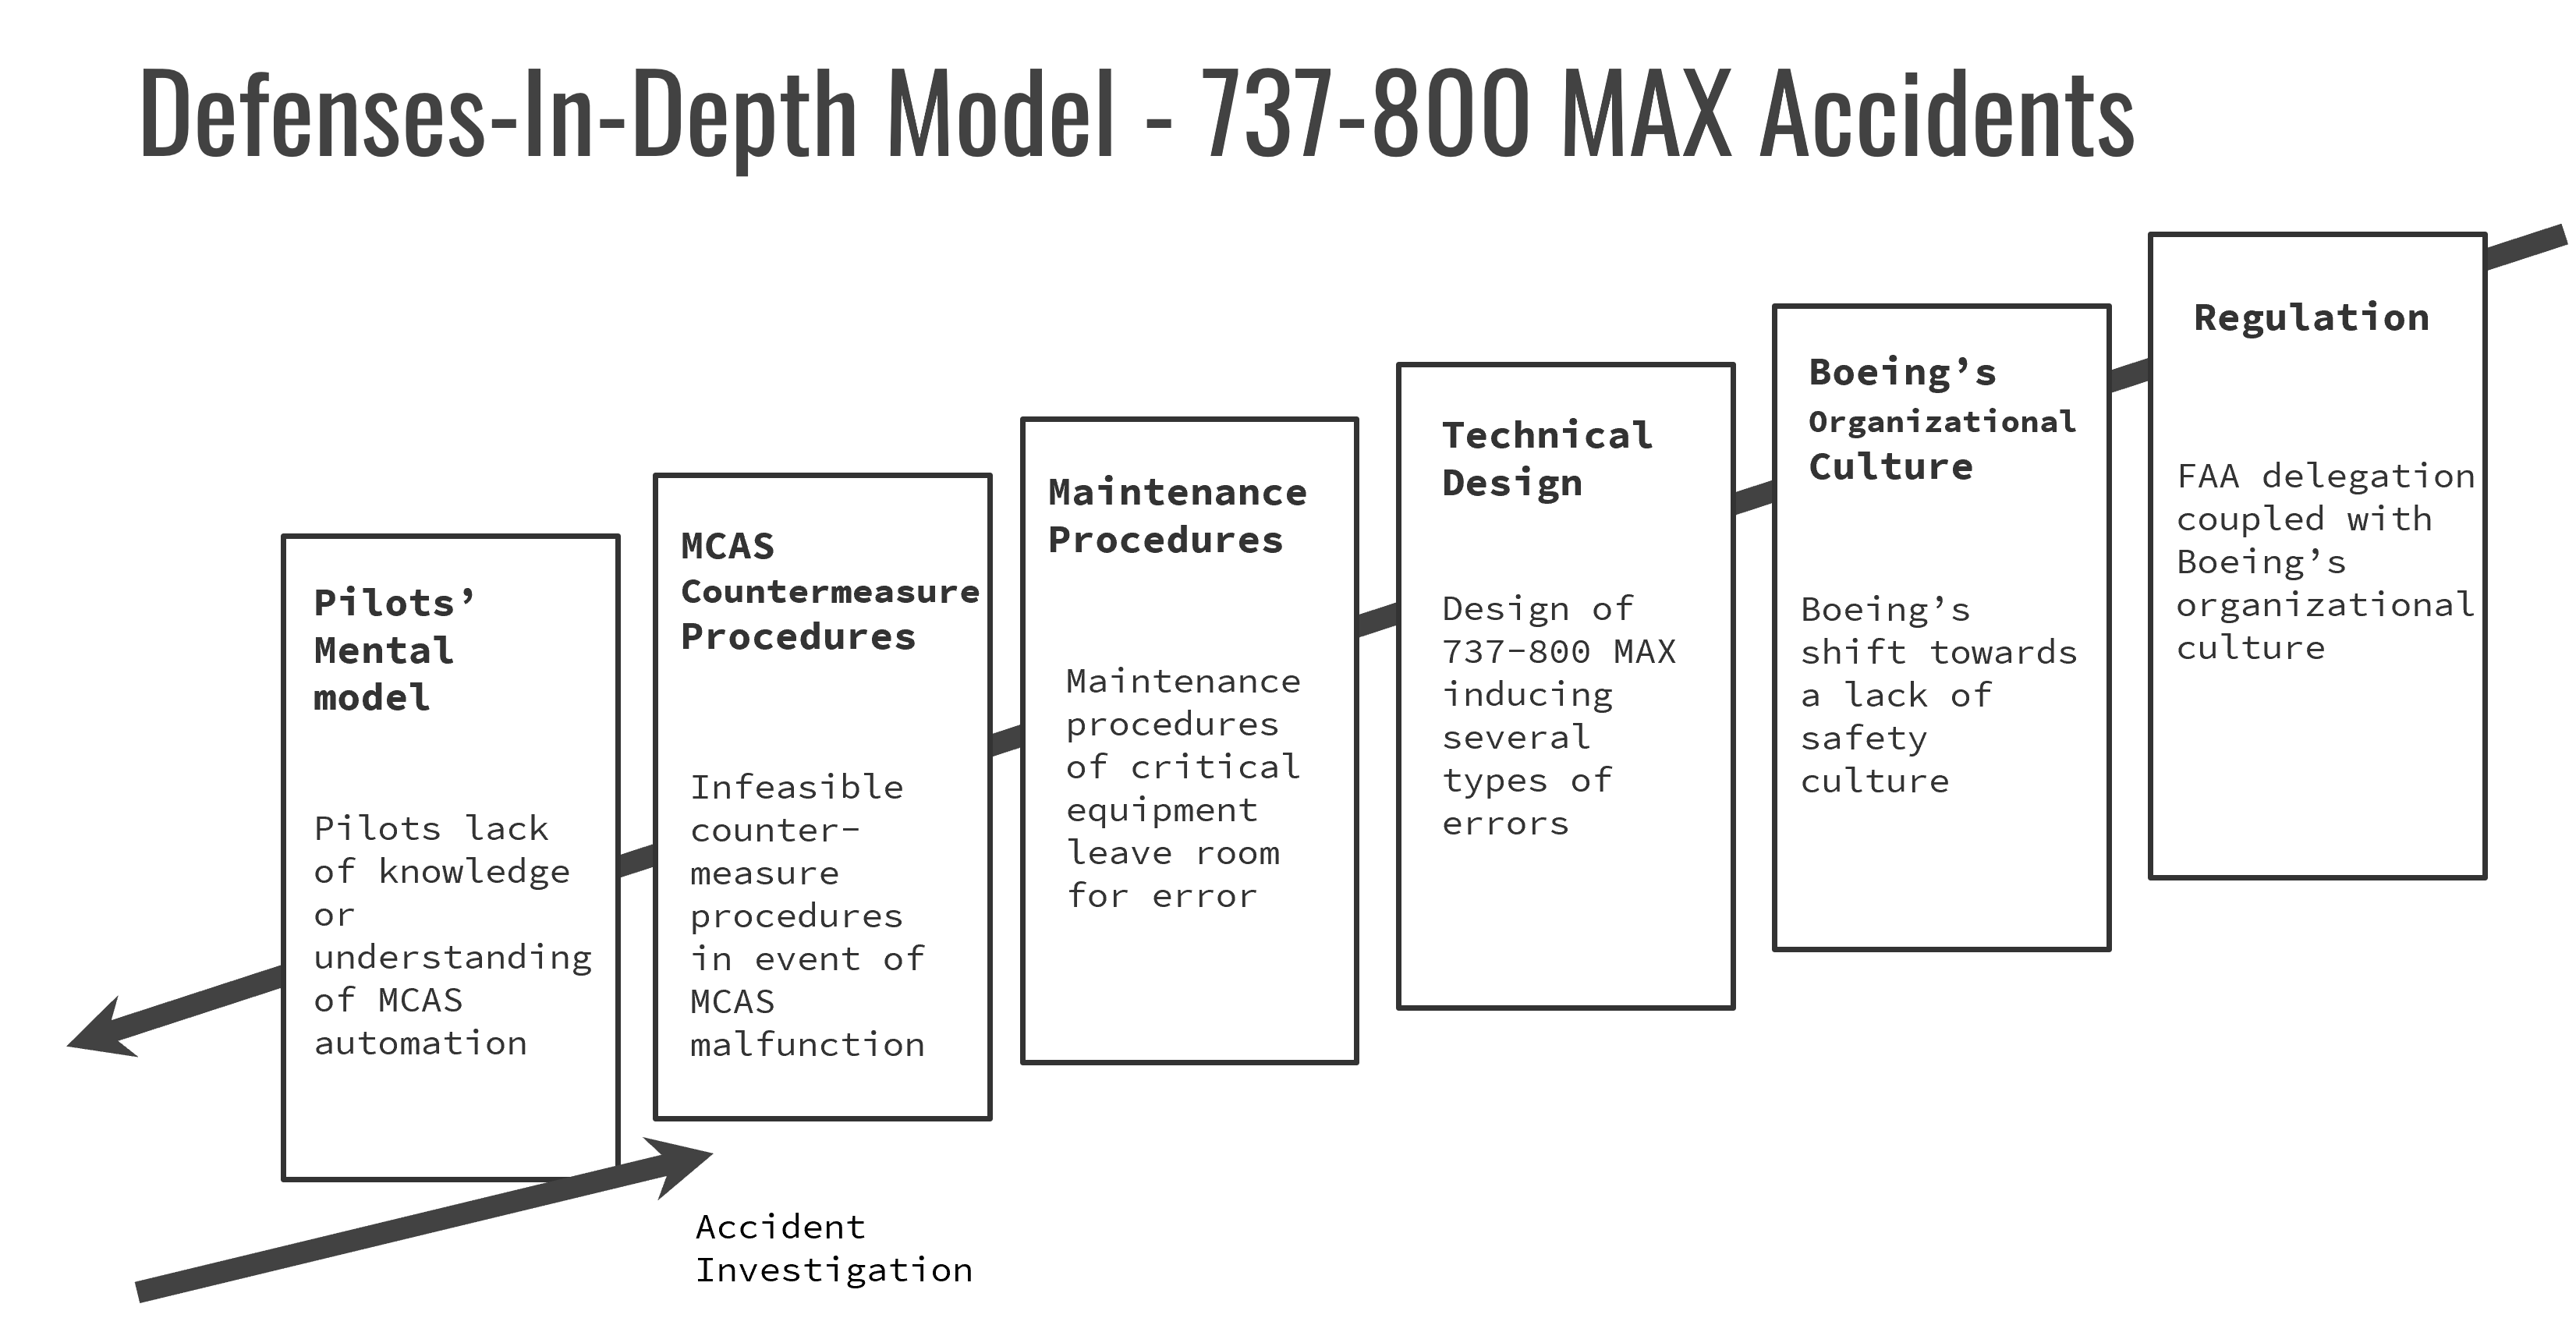 Defenses-In-Depth Model - 737-800 MAX Accidents
Pilots’
Mental
model
Pilots lack
of knowledge
or
understanding
of MCAS
automation
MCAS
Countermeasure
Procedures
Infeasible
counter-
measure
procedures
in event of
MCAS
malfunction
Maintenance
Procedures
Maintenance
procedures
of critical
equipment
leave room
for error
Technical
Design
Design of
737-800 MAX
inducing
several
types of
errors
Boeing’s
Organizational
Culture
Boeing’s
shift towards
a lack of
safety
culture
Regulation
FAA delegation
coupled with
Boeing’s
organizational
culture
Accident
Investigation